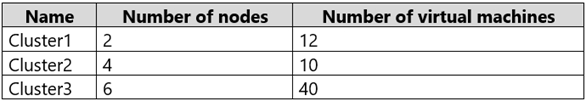 Name Number of nodes Number of virtual machines
Cluster1 2 12
Cluster2 4 10
Cluster3 6 40